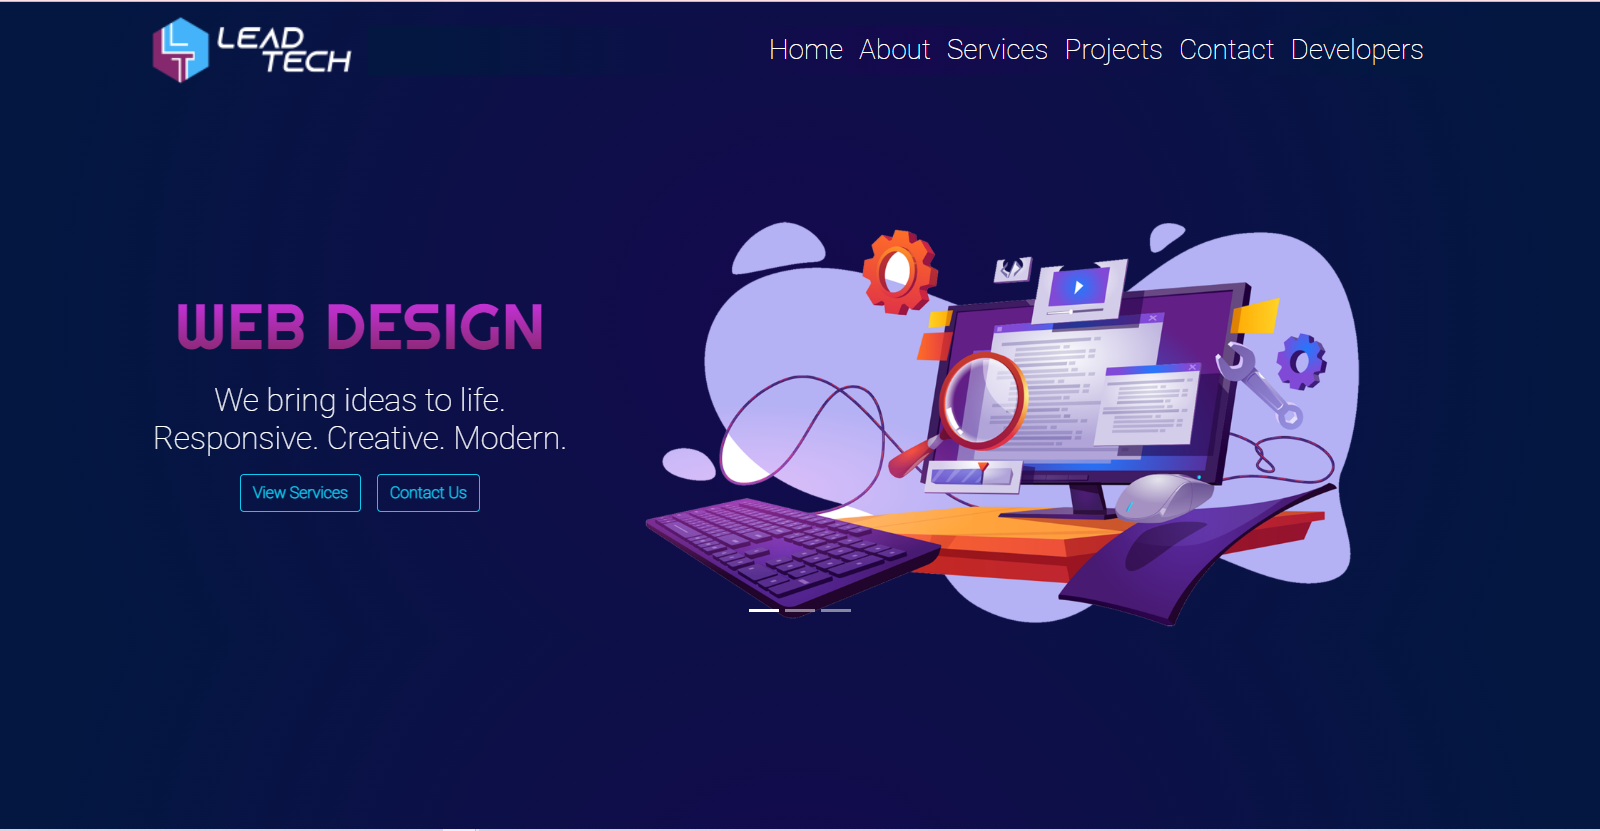 LEAD
TECH
Home About Services Projects Contact Developers
WEB DESIGN
We bring ideas to life.
Responsive. Creative. Modern.
View Services Contact Us